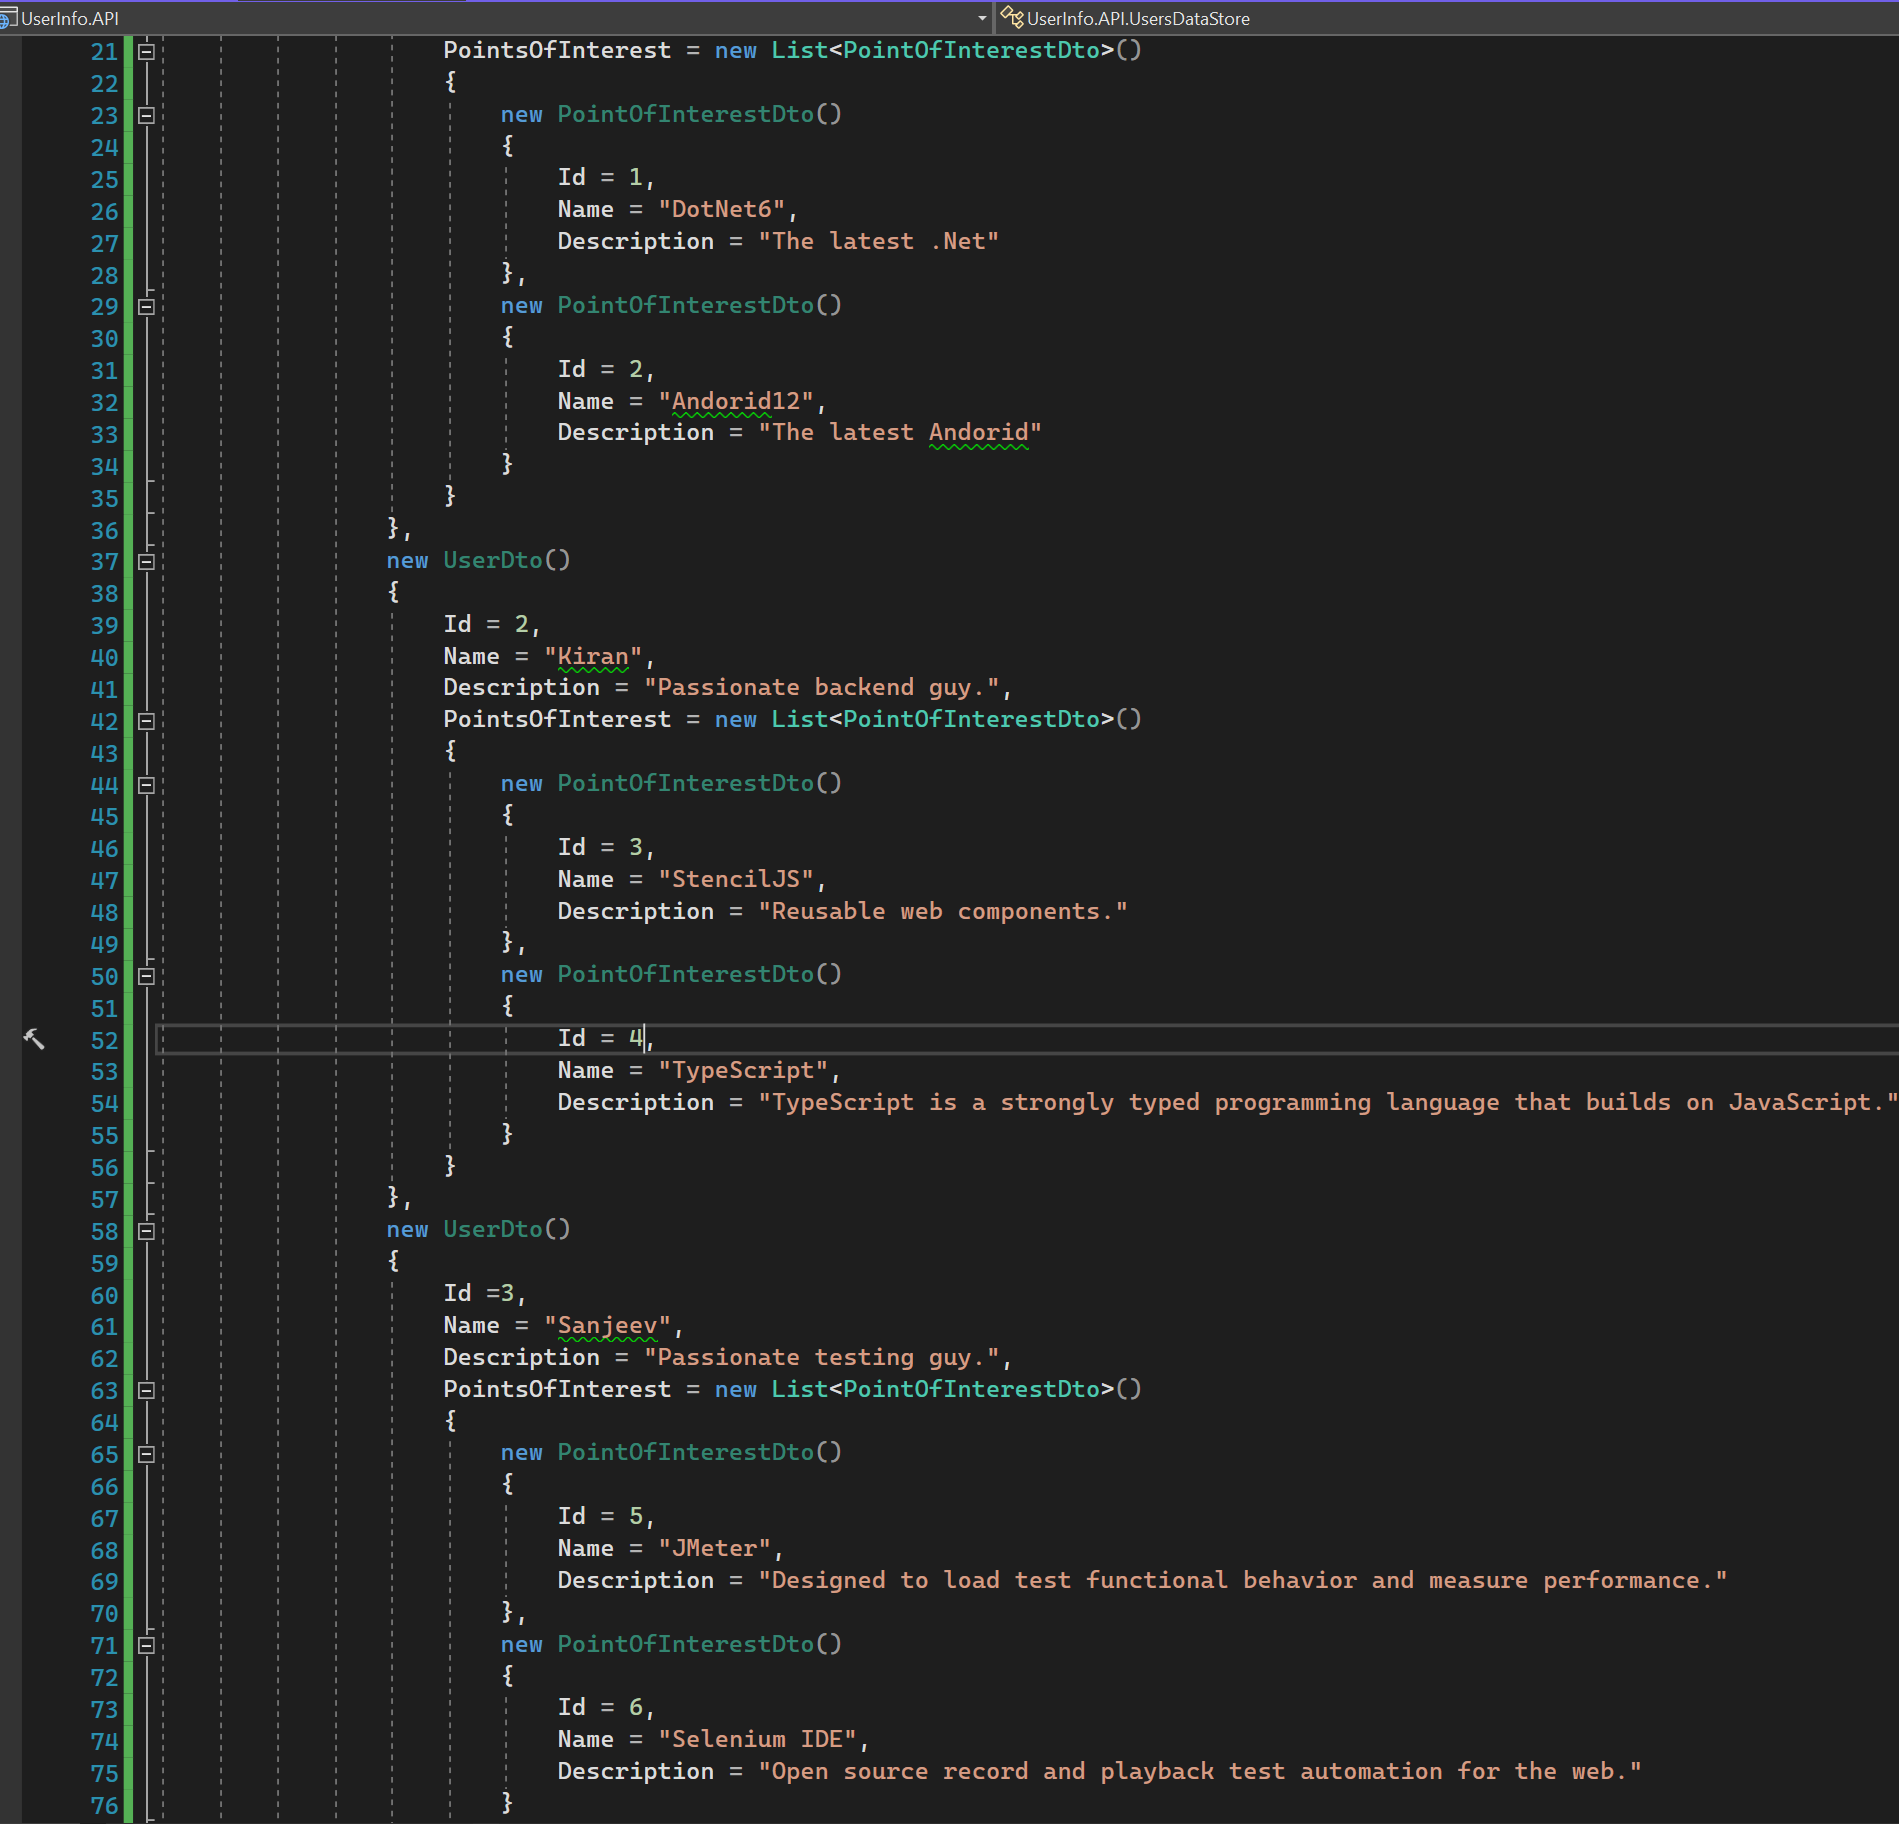 UserInfo.API UserInfo.API.UsersDataStore
21 PointsOfInterest = new List<PointOfInterestDto>()
22 {
23 new PointOfInterestDto()
24 {
25 Id = 1,
26 Name = "DotNet6",
27 Description = "The latest .Net"
28 },
29 new PointOfInterestDto()
30 {
31 Id = 2,
32 Name = "Andorid12",
33 Description = "The latest Andorid"
34 }
35 }
36 },
37 new UserDto()
38 {
39 Id = 2,
40 Name = "Kiran",
41 Description = "Passionate backend guy.",
42 PointsOfInterest = new List<PointOfInterestDto>()
43 {
44 new PointOfInterestDto()
45 {
46 Id = 3,
47 Name = "StencilJS",
48 Description = "Reusable web components."
49 },
50 new PointOfInterestDto()
51 {
52 Id = 4,
53 Name = "TypeScript",
54 Description = "TypeScript is a strongly typed programming language that builds on JavaScript."
55 }
56 }
57 },
58 new UserDto()
59 {
60 Id =3,
61 Name = "Sanjeev",
62 Description = "Passionate testing guy.",
63 PointsOfInterest = new List<PointOfInterestDto>()
64 {
65 new PointOfInterestDto()
66 {
67 Id = 5,
68 Name = "JMeter",
69 Description = "Designed to load test functional behavior and measure performance."
70 },
71 new PointOfInterestDto()
72 {
73 Id = 6,
74 Name = "Selenium IDE",
75 Description = "Open source record and playback test automation for the web."
76 }